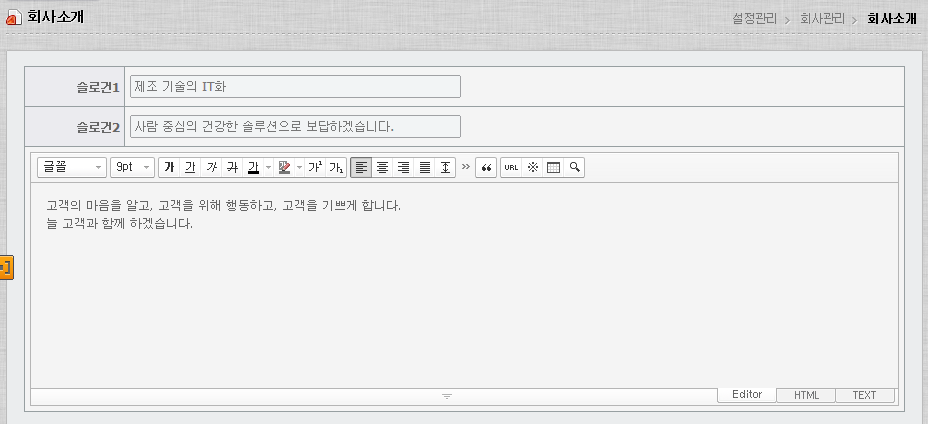 회사소개
설정관리 > 회사관리 > 회사소개
슬로건1 제조 기술의 IT화
슬로건2 사람 중심의 건강한 솔루션으로 보답하겠습니다.
글꼴 9pt 가 가 가 가 가 가 가² 가₁ » “ URL ※
고객의 마음을 알고, 고객을 위해 행동하고, 고객을 기쁘게 합니다.
늘 고객과 함께 하겠습니다.
Editor HTML TEXT